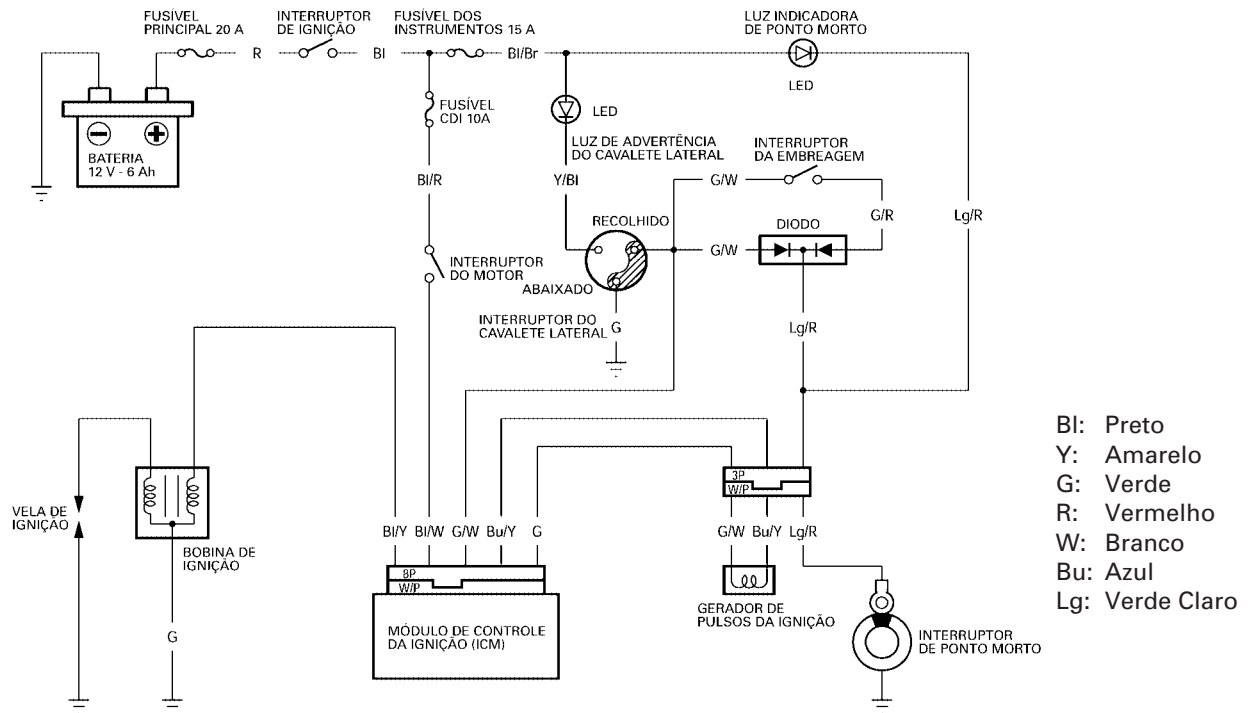 FUSÍVEL
PRINCIPAL 20 A
INTERRUPTOR
DE IGNIÇÃO
FUSÍVEL DOS
INSTRUMENTOS 15 A
LUZ INDICADORA
DE PONTO MORTO
R
Bl
Bl/Br
LED
FUSÍVEL
CDI 10A
LED
LUZ DE ADVERTÊNCIA
DO CAVALETE LATERAL
INTERRUPTOR
DA EMBREAGEM
BATERIA
12 V - 6 Ah
Bl/R
Y/Bl
G/W
G/R
Lg/R
RECOLHIDO
DIODO
G/W
INTERRUPTOR
DO MOTOR
ABAIXADO
INTERRUPTOR DO
CAVALETE LATERAL
G
Lg/R
Bl: Preto
Y: Amarelo
G: Verde
R: Vermelho
W: Branco
Bu: Azul
Lg: Verde Claro
3P
W/P
VELA DE
IGNIÇÃO
BOBINA DE
IGNIÇÃO
Bl/Y
Bl/W
G/W
Bu/Y
G
G/W
Bu/Y
Lg/R
8P
W/P
MÓDULO DE CONTROLE
DA IGNIÇÃO (ICM)
GERADOR DE
PULSOS DA IGNIÇÃO
G
INTERRUPTOR
DE PONTO MORTO